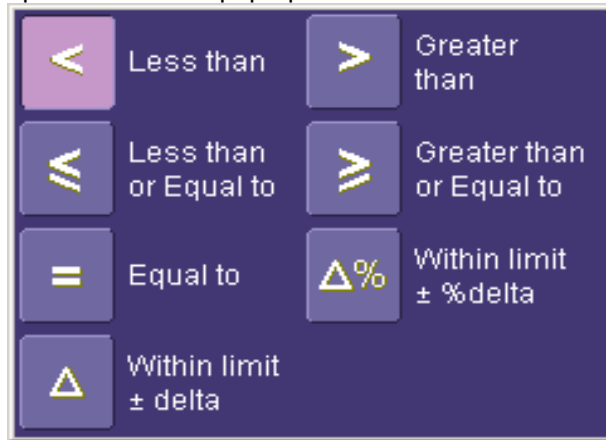 < Less than > Greater
than
⩽ Less than
or Equal to ⩾ Greater than
or Equal to
= Equal to Δ% Within limit
± %delta
Δ Within limit
± delta